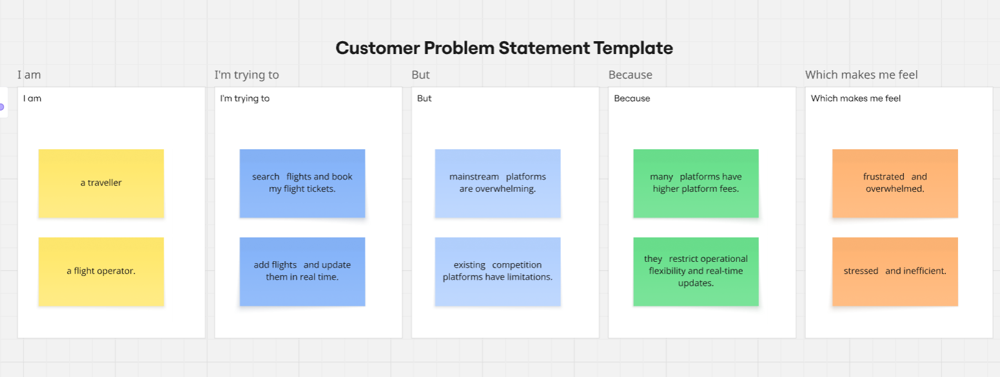 Customer Problem Statement Template
I am
I'm trying to
But
Because
Which makes me feel
I am
I'm trying to
But
Because
Which makes me feel
a traveller
search flights and book
my flight tickets.
mainstream platforms
are overwhelming.
many platforms have
higher platform fees.
frustrated and
overwhelmed.
a flight operator.
add flights and update
them in real time.
existing competition
platforms have limitations.
they restrict operational
flexibility and real-time
updates.
stressed and inefficient.